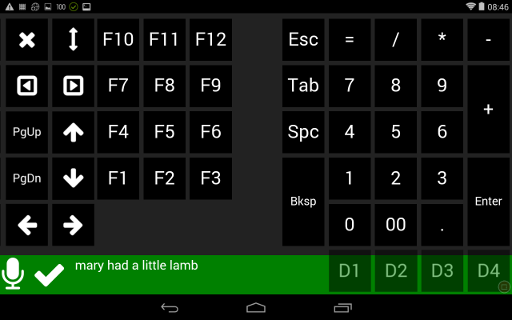 100 08:46
F10 F11 F12 Esc = / * -
F7 F8 F9 Tab 7 8 9
+
PgUp F4 F5 F6 Spc 4 5 6
PgDn F1 F2 F3 1 2 3
Bksp Enter
0 00 .
mary had a little lamb
D1 D2 D3 D4